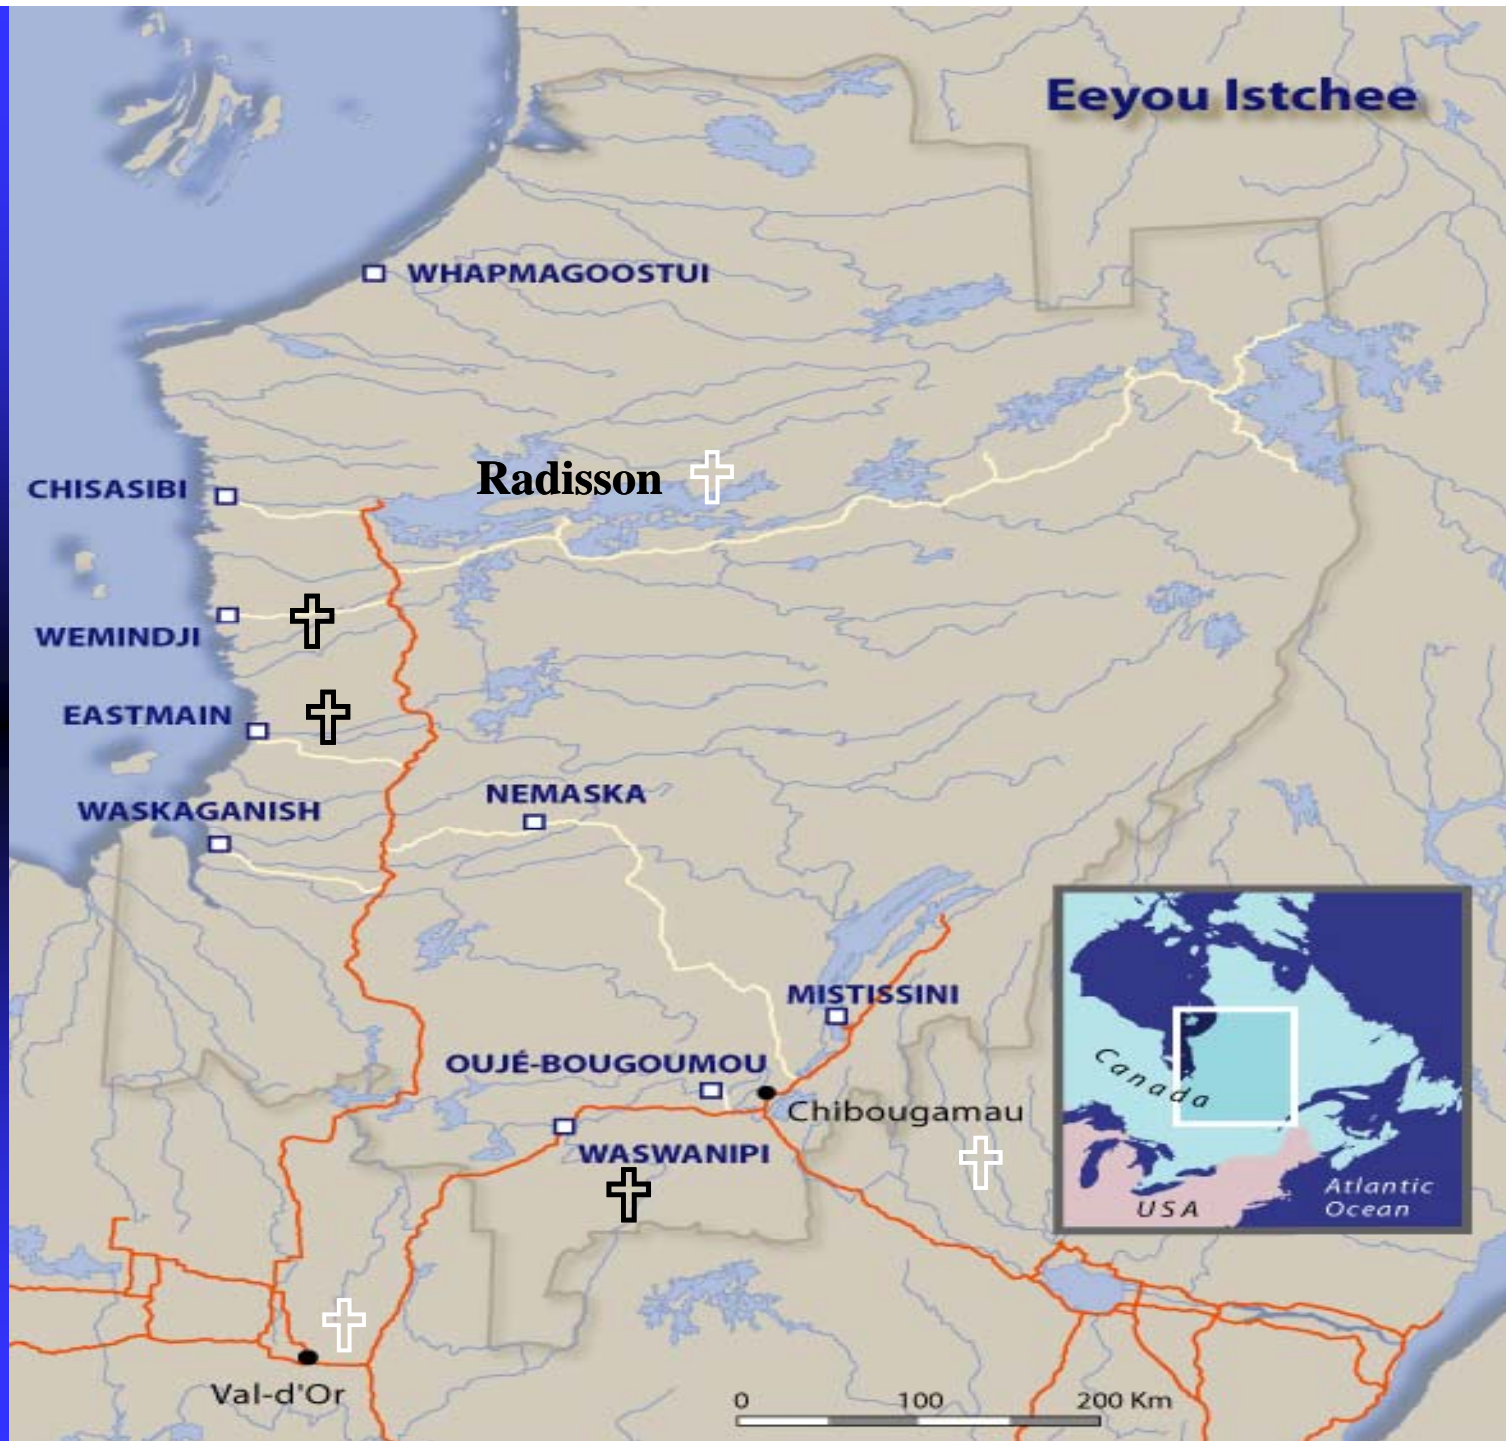 Eeyou Istchee
WHAPMAGOOSTUI
Radisson
CHISASIBI
WEMINDJI
EASTMAIN
NEMASKA
WASKAGANISH
MISTISSINI
OUJÉ-BOUGOUMOU
Chibougamau
WASWANIPI
Canada
USA
Atlantic
Ocean
Val-d'Or
0 100 200 Km